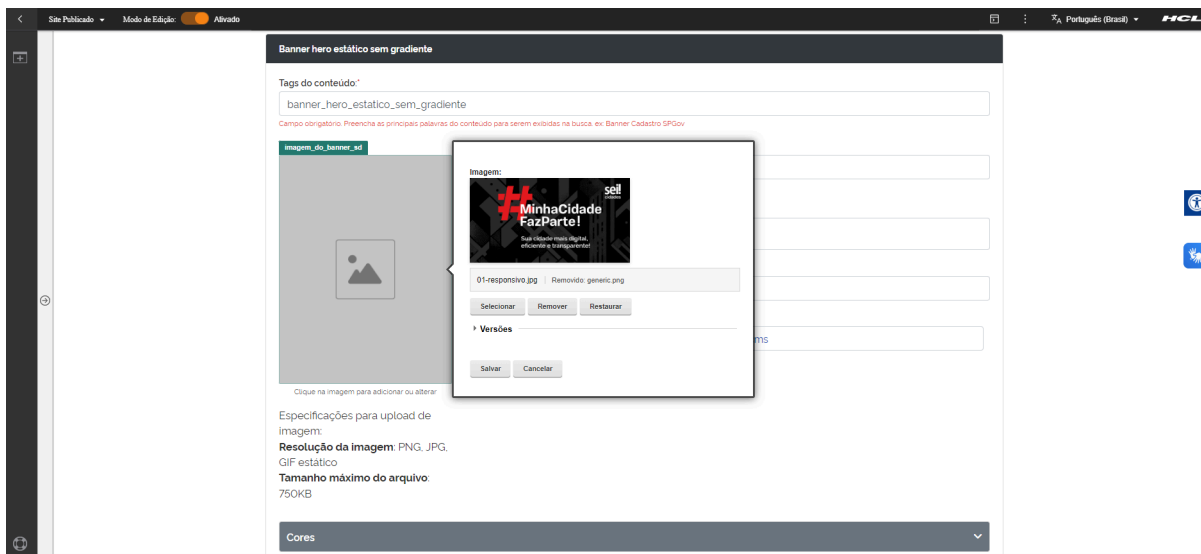 Site Publicado
Modo de Edição:
Ativado
Português (Brasil)
HCL
Banner hero estático sem gradiente
Tags do conteúdo:*
banner_hero_estatico_sem_gradiente
Campo obrigatório. Preencha as principais palavras do conteúdo para serem exibidas na busca. ex: Banner Cadastro SPGov
imagem_do_banner_sd
Imagem:
seil!
cidades
#MinhaCidade
FazParte!
Sua cidade mais digital,
eficiente e transparente!
01-responsivo.jpg | Removido: generic.png
Selecionar
Remover
Restaurar
Versões
ms
Salvar
Cancelar
Clique na imagem para adicionar ou alterar
Especificações para upload de
imagem:
Resolução da imagem: PNG, JPG,
GIF estático
Tamanho máximo do arquivo:
750KB
Cores